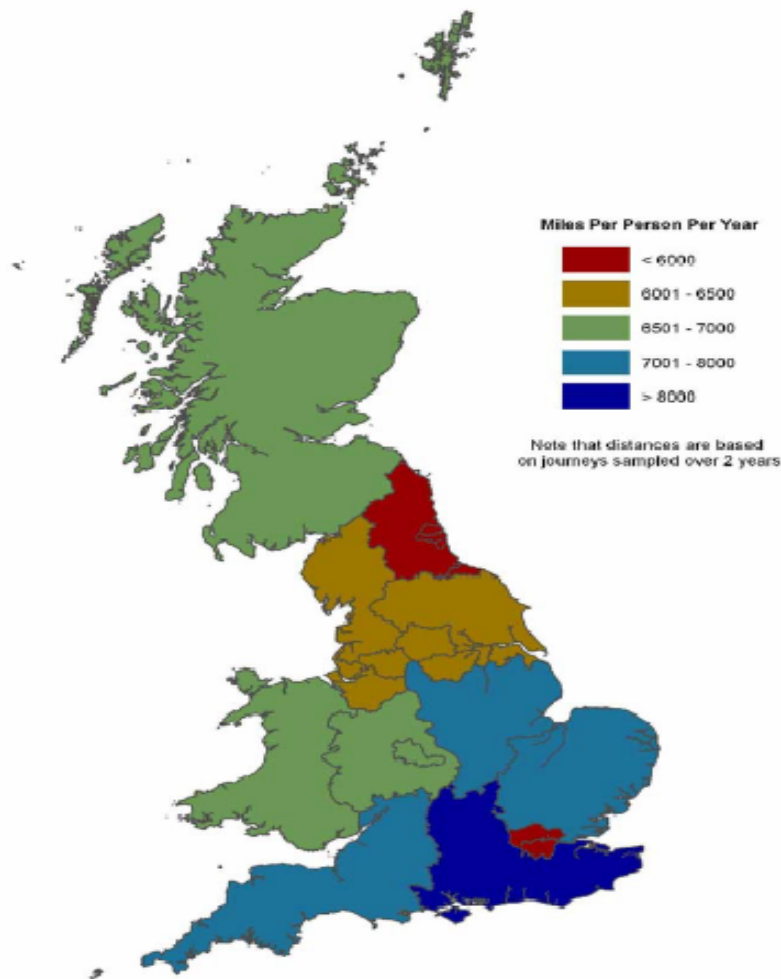 Miles Per Person Per Year
< 6000
6001 - 6500
6501 - 7000
7001 - 8000
> 8000
Note that distances are based
on journeys sampled over 2 years